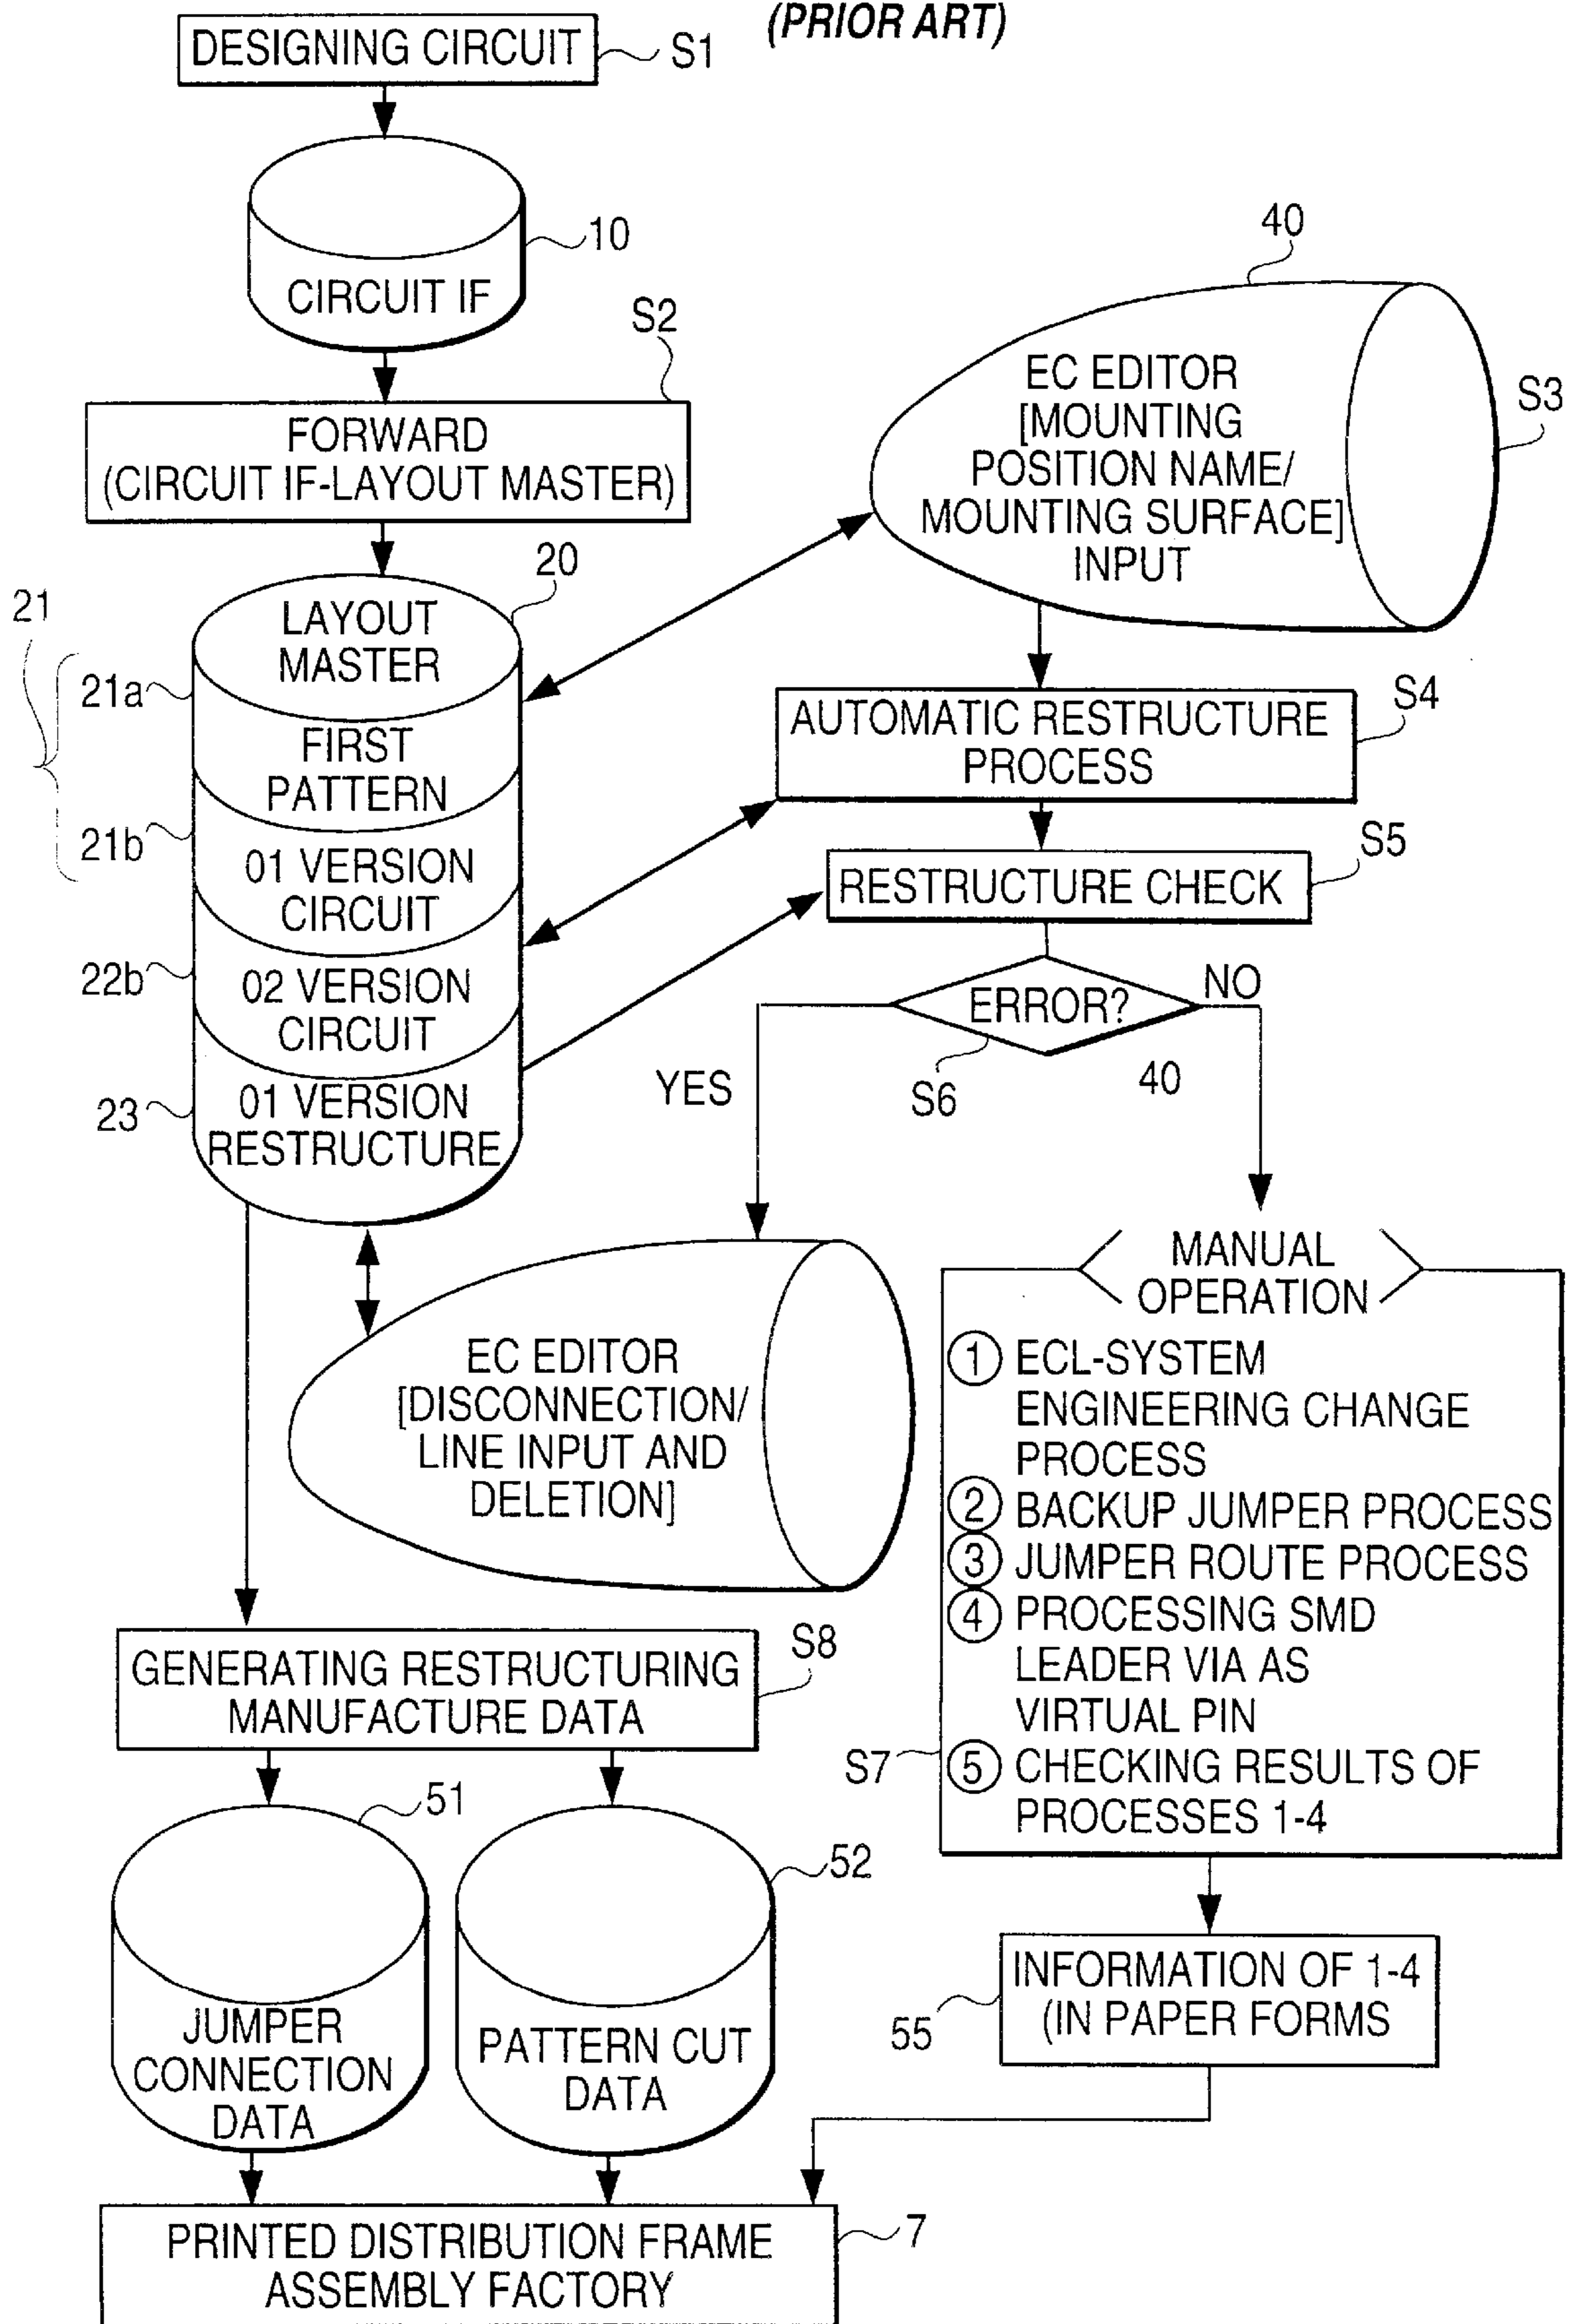 (PRIOR ART)
DESIGNING CIRCUIT
S1
10
CIRCUIT IF
S2
FORWARD
(CIRCUIT IF-LAYOUT MASTER)
40
EC EDITOR
[MOUNTING
POSITION NAME/
MOUNTING SURFACE]
INPUT
S3
20
21
LAYOUT
MASTER
21a
FIRST
PATTERN
21b
01 VERSION
CIRCUIT
22b
02 VERSION
CIRCUIT
23
01 VERSION
RESTRUCTURE
AUTOMATIC RESTRUCTURE
PROCESS
S4
RESTRUCTURE CHECK
S5
ERROR?
NO
YES
S6
40
EC EDITOR
[DISCONNECTION/
LINE INPUT AND
DELETION]
MANUAL
OPERATION
① ECL-SYSTEM
ENGINEERING CHANGE
PROCESS
② BACKUP JUMPER PROCESS
③ JUMPER ROUTE PROCESS
④ PROCESSING SMD
LEADER VIA AS
VIRTUAL PIN
⑤ CHECKING RESULTS OF
PROCESSES 1-4
S7
GENERATING RESTRUCTURING
MANUFACTURE DATA
S8
51
JUMPER
CONNECTION
DATA
52
PATTERN CUT
DATA
INFORMATION OF 1-4
(IN PAPER FORMS
55
PRINTED DISTRIBUTION FRAME
ASSEMBLY FACTORY
7